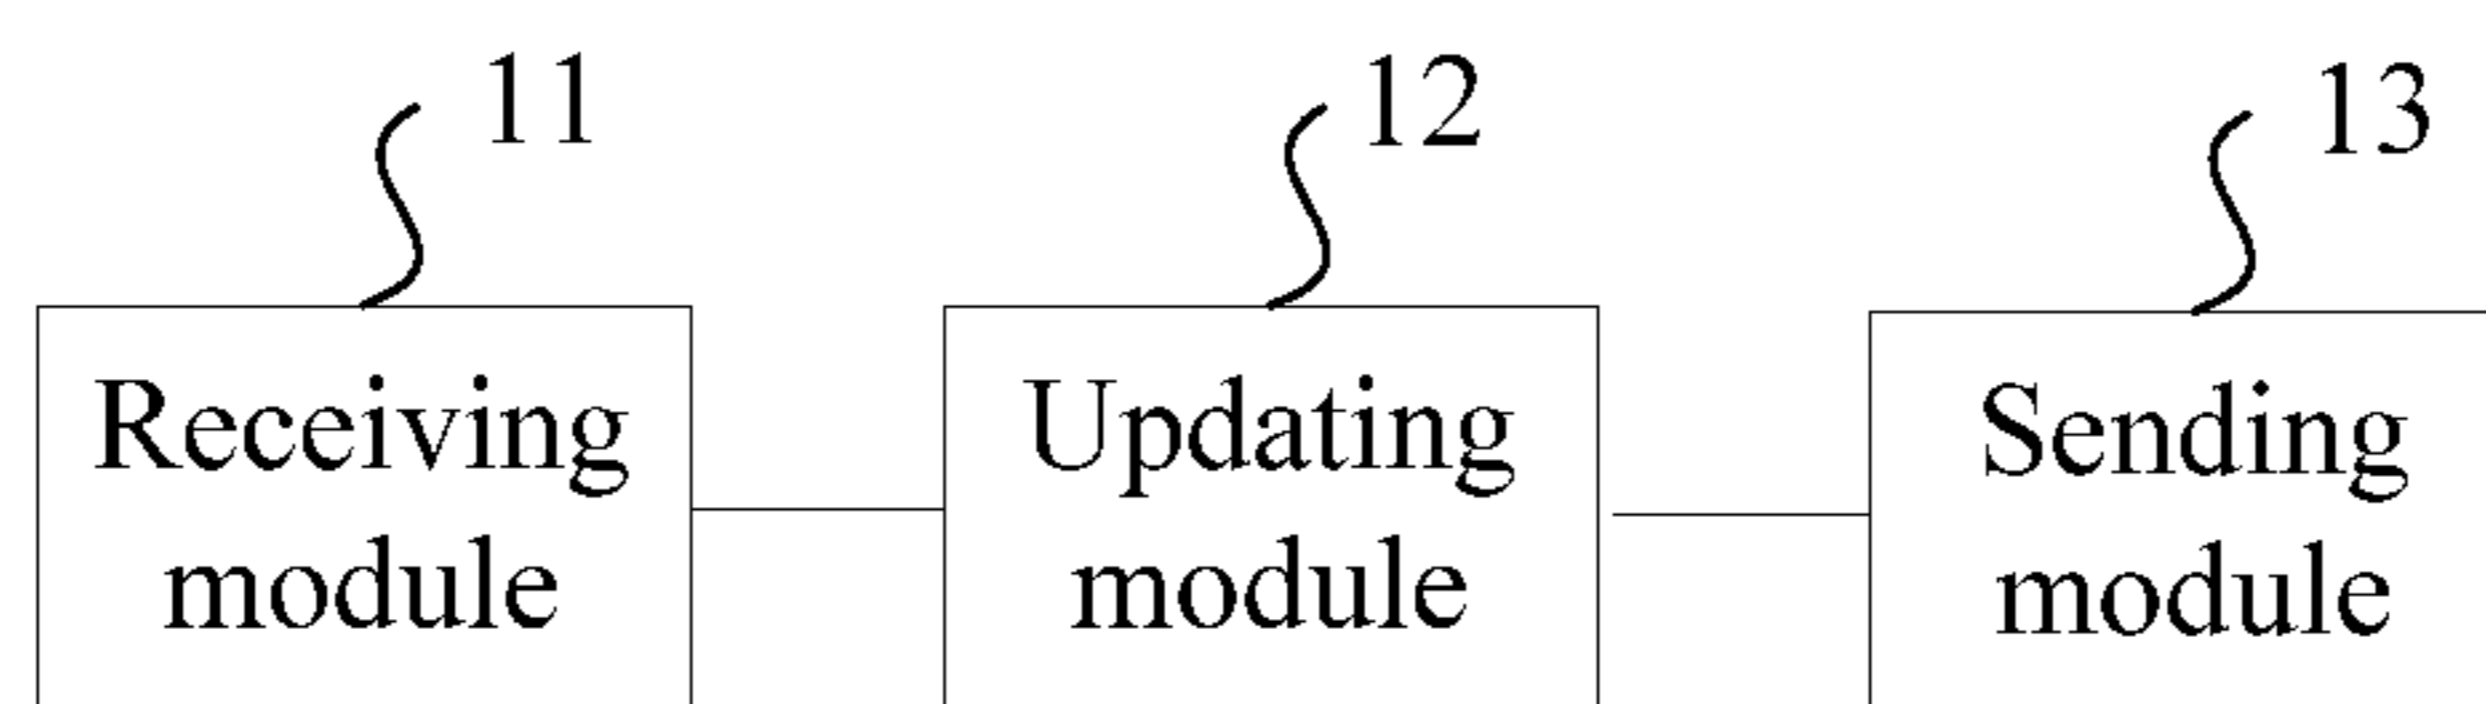 11
12
13
Receiving
module
Updating
module
Sending
module